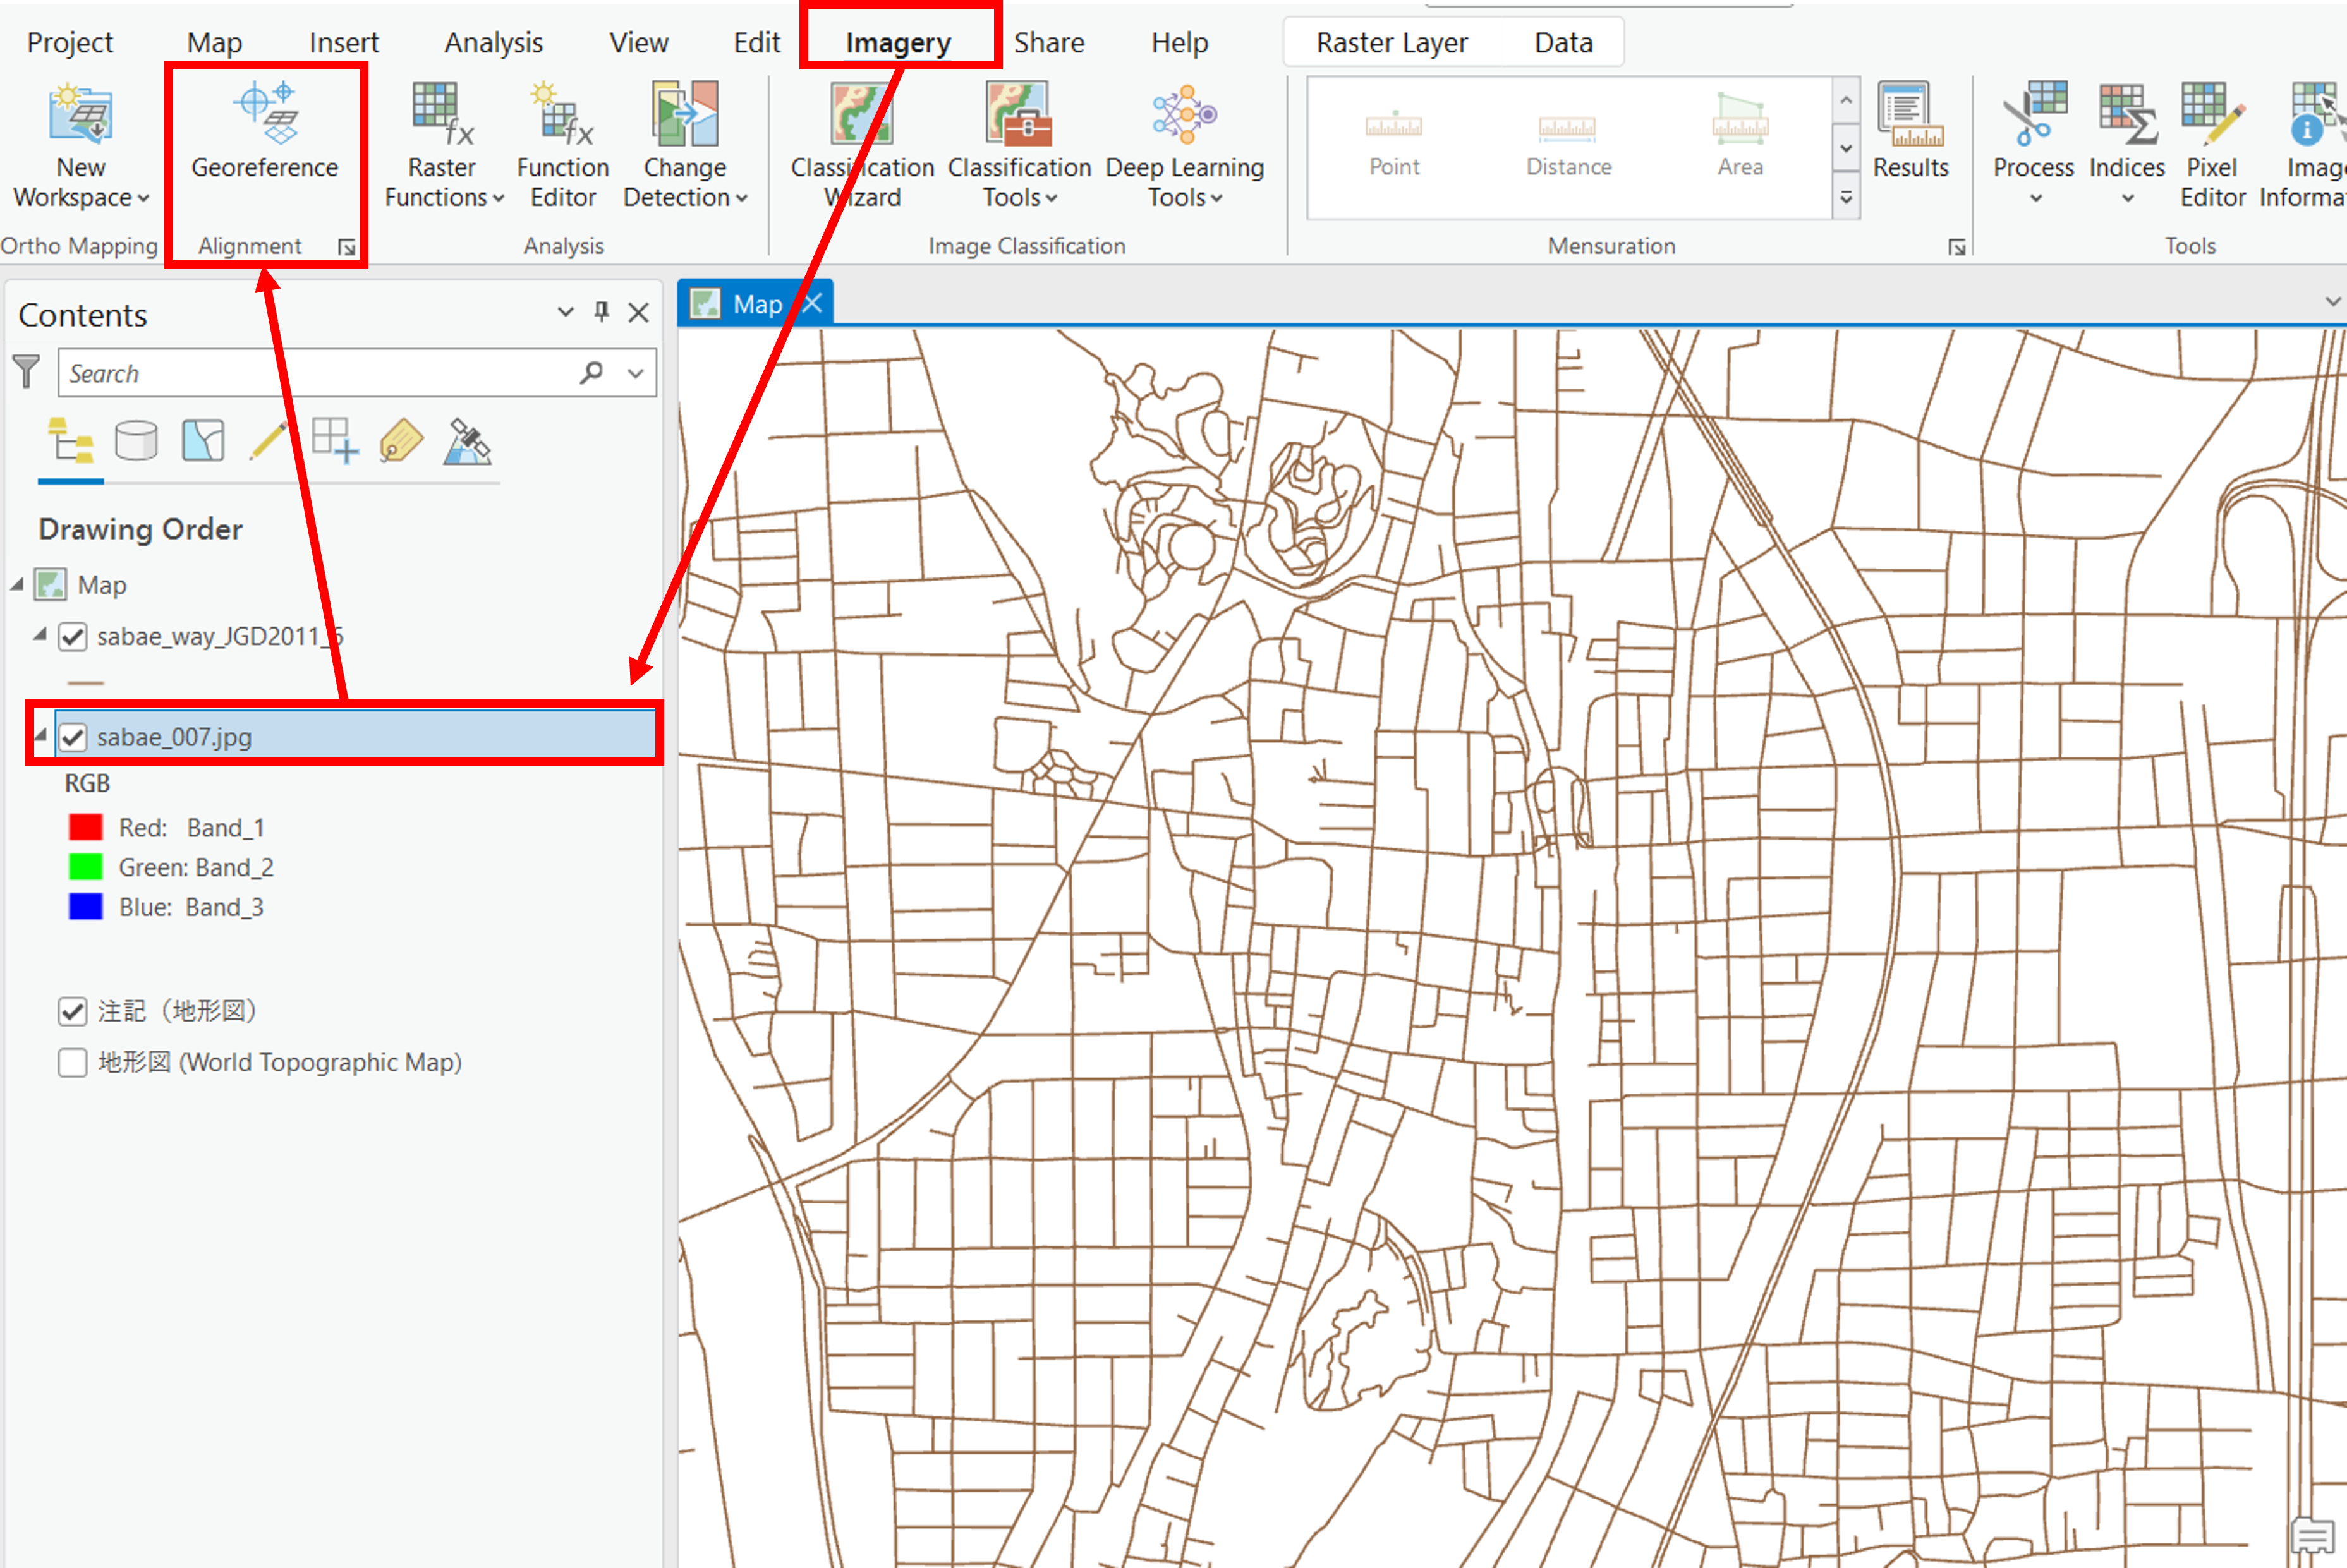 Project Map Insert Analysis View Edit Imagery Share Help Raster Layer Data
New Workspace
Georeference
Raster Functions
Function Editor
Change Detection
Classification Wizard
Classification Tools
Deep Learning Tools
Point
Distance
Area
Results
Process
Indices
Pixel Editor
Ortho Mapping Alignment Analysis Image Classification Mensuration Tools
Contents
Map
Search
Drawing Order
Map
sabae_way_JGD2011_6
sabae_007.jpg
RGB
Red: Band_1
Green: Band_2
Blue: Band_3
注記（地形図）
地形図 (World Topographic Map)